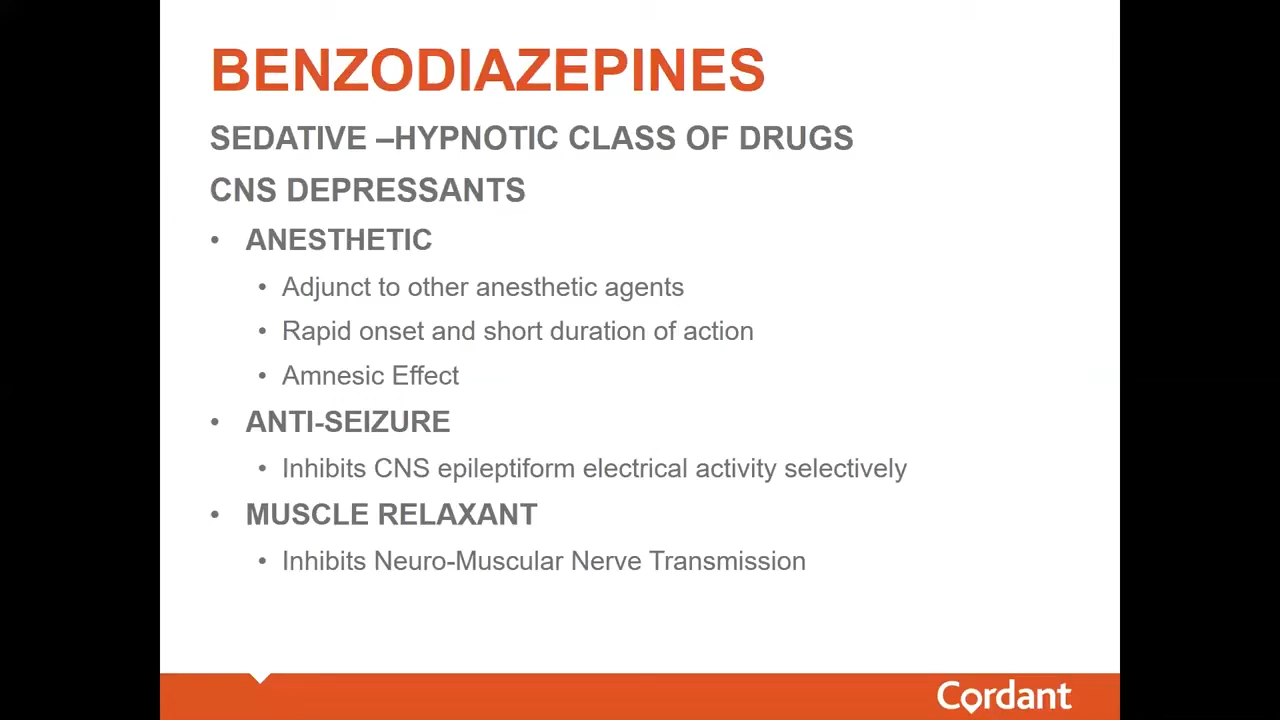 BENZODIAZEPINES
SEDATIVE –HYPNOTIC CLASS OF DRUGS
CNS DEPRESSANTS
• ANESTHETIC
• Adjunct to other anesthetic agents
• Rapid onset and short duration of action
• Amnesic Effect
• ANTI-SEIZURE
• Inhibits CNS epileptiform electrical activity selectively
• MUSCLE RELAXANT
• Inhibits Neuro-Muscular Nerve Transmission
Cordant